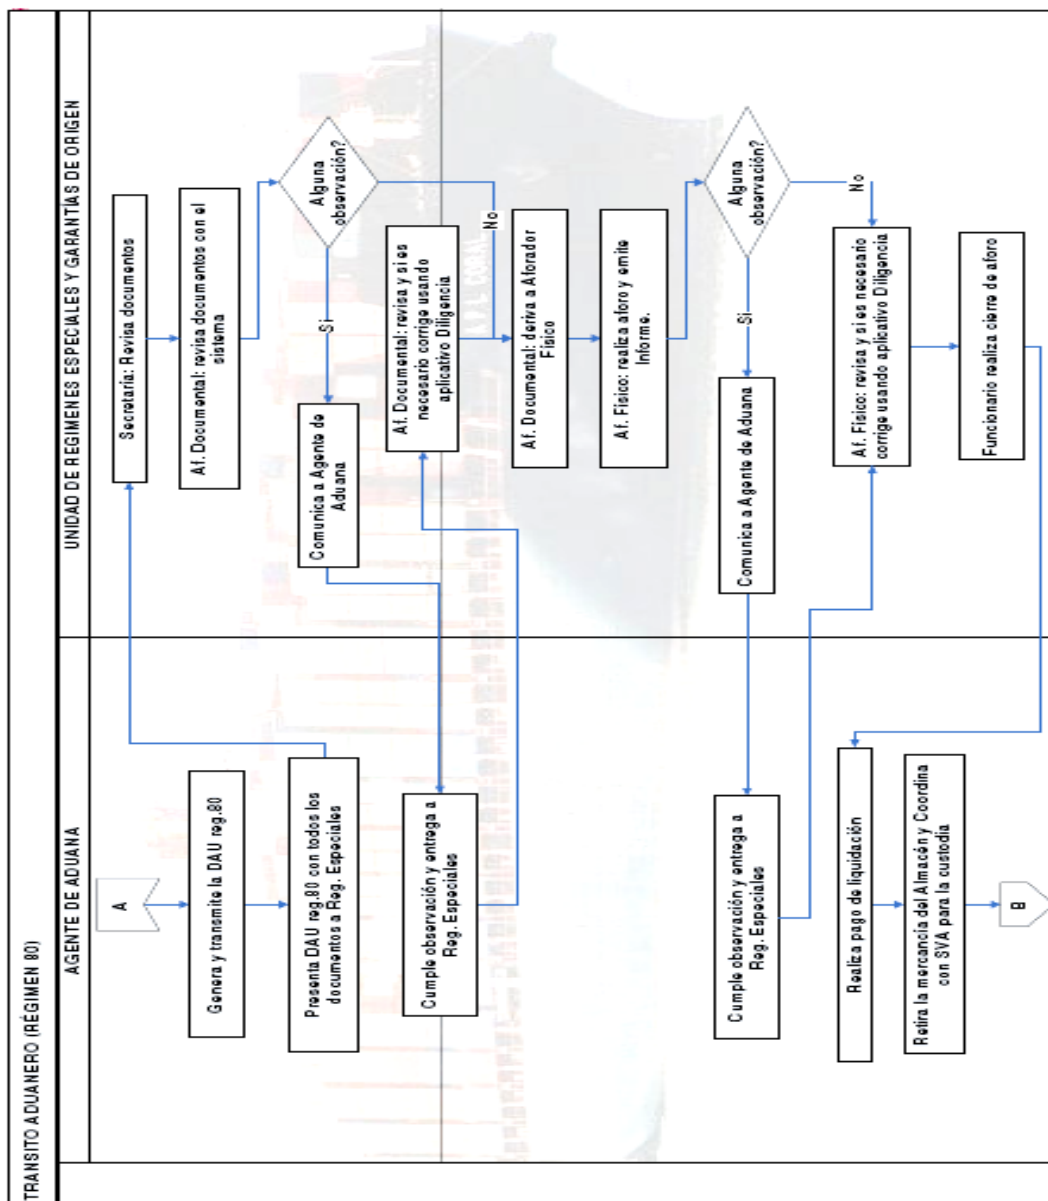 TRANSITO ADUANERO (RÉGIMEN 80)
AGENTE DE ADUANA
A
Genera y transmite la DAU reg.80
Presenta DAU reg.80 con todos los
documentos a Reg. Especiales
Cumple observación y entrega a
Reg. Especiales
Cumple observación y entrega a
Reg. Especiales
Realiza pago de liquidación
Retira la mercancía del Almacén y Coordina
con SVA para la custodia
B
UNIDAD DE REGIMENES ESPECIALES Y GARANTÍAS DE ORIGEN
Secretaria: Revisa documentos
Af. Documental: revisa documentos con el
sistema
Alguna
observación?
Si
No
Comunica a Agente de
Aduana
Af. Documental: revisa y si es
necesario corrige usando
aplicativo Diligencia
Af. Documental: deriva a Aforador
Físico
Af. Físico: realiza aforo y emite
Informe.
Alguna
observación?
Si
No
Comunica a Agente de Aduana
Af. Físico: revisa y si es necesario
corrige usando aplicativo Diligencia
Funcionario realiza cierre de aforo